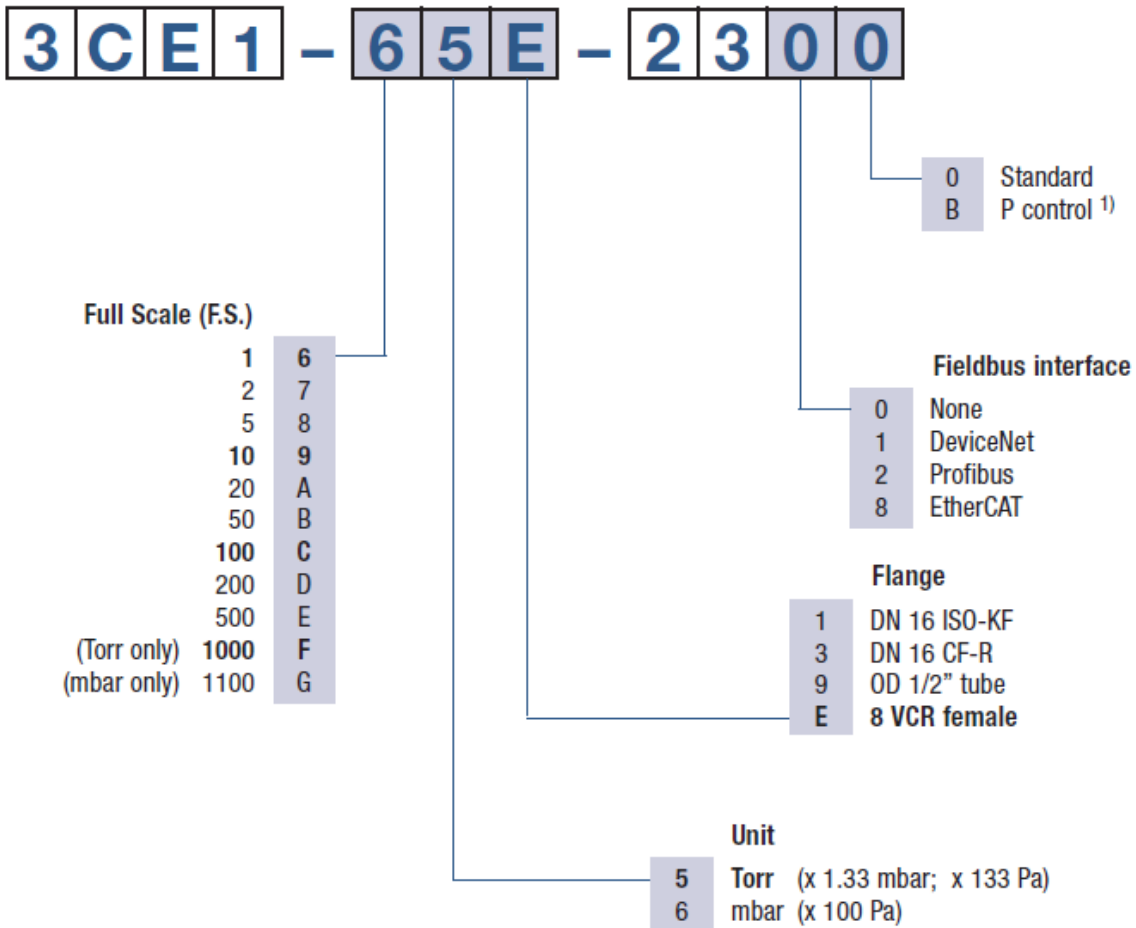 3CE1 – 65E – 2300
0 Standard
B P control 1)
Full Scale (F.S.)
1 6
2 7
5 8
10 9
20 A
50 B
100 C
200 D
500 E
(Torr only) 1000 F
(mbar only) 1100 G
Fieldbus interface
0 None
1 DeviceNet
2 Profibus
8 EtherCAT
Flange
1 DN 16 ISO-KF
3 DN 16 CF-R
9 OD 1/2” tube
E 8 VCR female
Unit
5 Torr (x 1.33 mbar; x 133 Pa)
6 mbar (x 100 Pa)